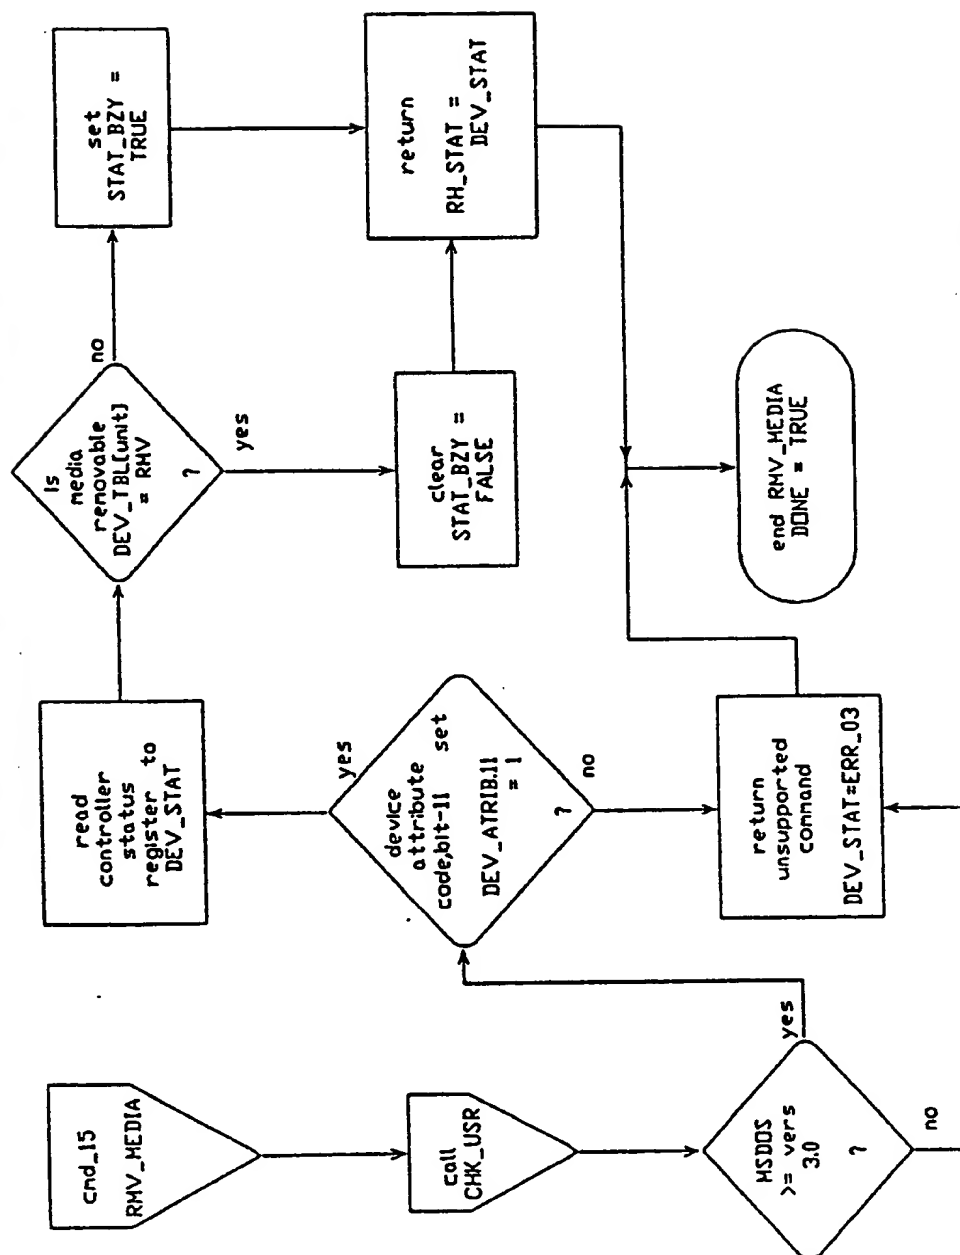 cmd_15
RMV_MEDIA
call
CHK_USR
MSDOS
>= vers
3.0
?
yes
no
device
attribute
code,bit-11 set
DEV_ATRIB.11
= 1
?
yes
no
read
controller
status
register to
DEV_STAT
return
unsupported
command
DEV_STAT=ERR_03
Is
media
removable
DEV_TBL[unit]
= RMV
?
no
yes
set
STAT_BZY =
TRUE
clear
STAT_BZY =
FALSE
return
RH_STAT =
DEV_STAT
end RMV_MEDIA
DONE = TRUE